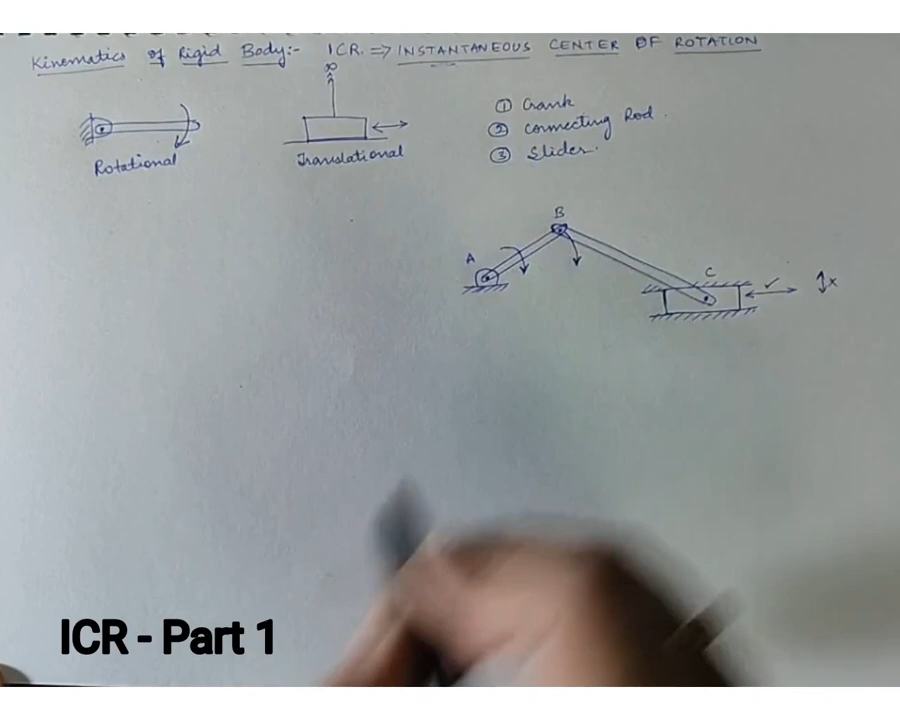 Kinematics of Rigid Body:- ICR. => INSTANTANEOUS CENTER OF ROTATION
∞
Rotational
Translational
① Crank
② Connecting Rod.
③ Slider.
B
A
C
✓
x
ICR - Part 1